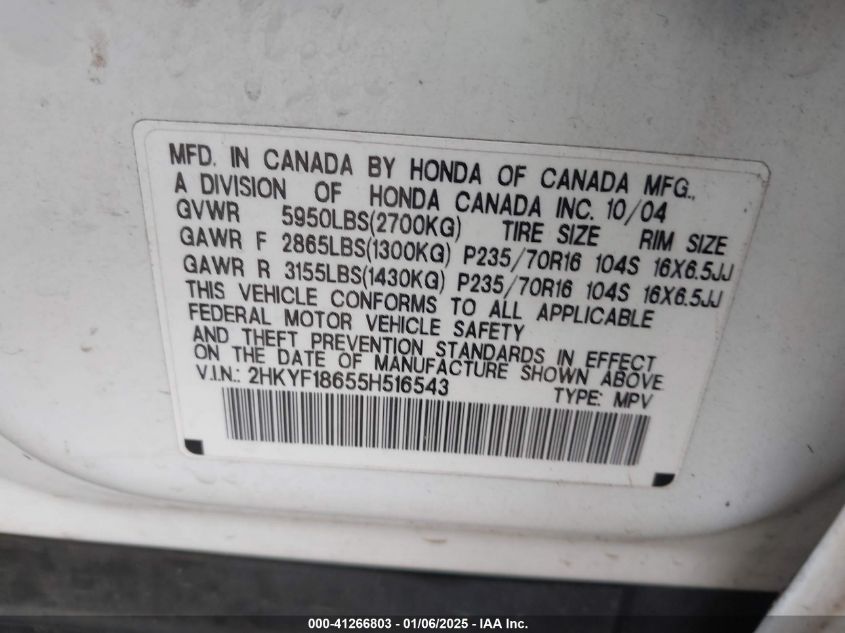 MFD. IN CANADA BY HONDA OF CANADA MFG.,
A DIVISION OF HONDA CANADA INC. 10/04
GVWR 5950LBS(2700KG) TIRE SIZE RIM SIZE
GAWR F 2865LBS(1300KG) P235/70R16 104S 16X6.5JJ
GAWR R 3155LBS(1430KG) P235/70R16 104S 16X6.5JJ
THIS VEHICLE CONFORMS TO ALL APPLICABLE
FEDERAL MOTOR VEHICLE SAFETY
AND THEFT PREVENTION STANDARDS IN EFFECT
ON THE DATE OF MANUFACTURE SHOWN ABOVE
V.I.N.: 2HKYF18655H516543 TYPE: MPV
000-41266803 - 01/06/2025 - IAA Inc.